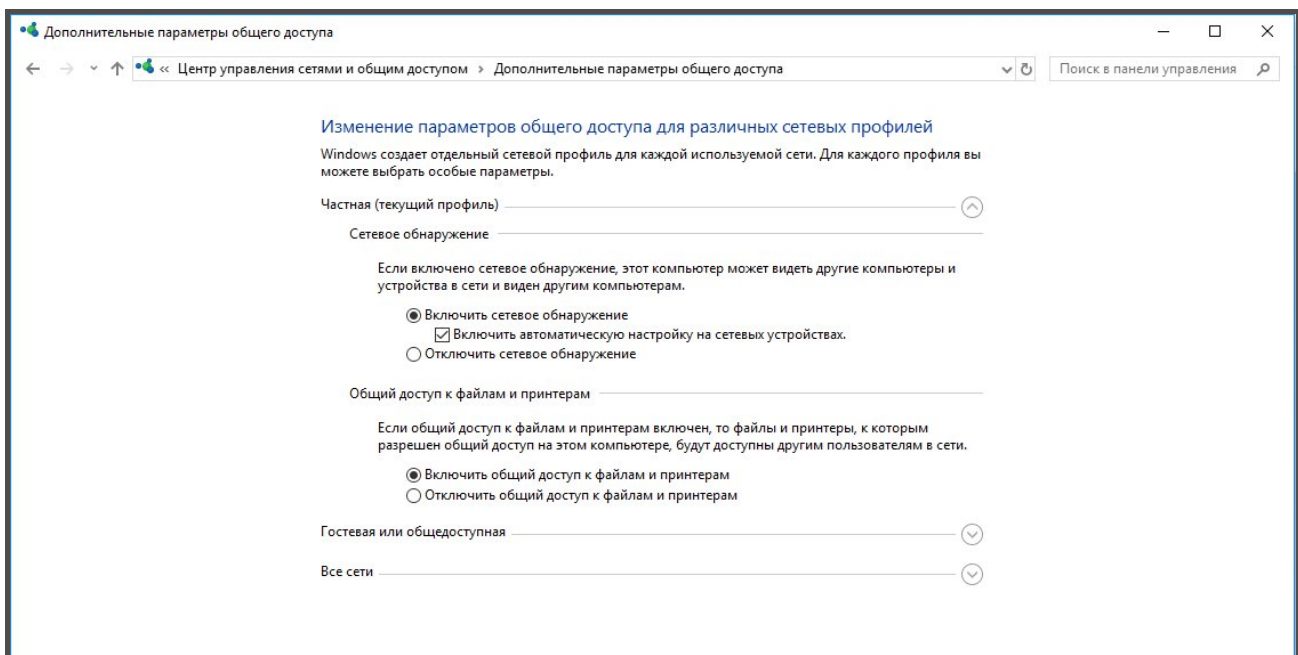 Дополнительные параметры общего доступа
« Центр управления сетями и общим доступом › Дополнительные параметры общего доступа
Поиск в панели управления
Изменение параметров общего доступа для различных сетевых профилей
Windows создает отдельный сетевой профиль для каждой используемой сети. Для каждого профиля вы
можете выбрать особые параметры.
Частная (текущий профиль)
Сетевое обнаружение
Если включено сетевое обнаружение, этот компьютер может видеть другие компьютеры и
устройства в сети и виден другим компьютерам.
Включить сетевое обнаружение
Включить автоматическую настройку на сетевых устройствах.
Отключить сетевое обнаружение
Общий доступ к файлам и принтерам
Если общий доступ к файлам и принтерам включен, то файлы и принтеры, к которым
разрешен общий доступ на этом компьютере, будут доступны другим пользователям в сети.
Включить общий доступ к файлам и принтерам
Отключить общий доступ к файлам и принтерам
Гостевая или общедоступная
Все сети